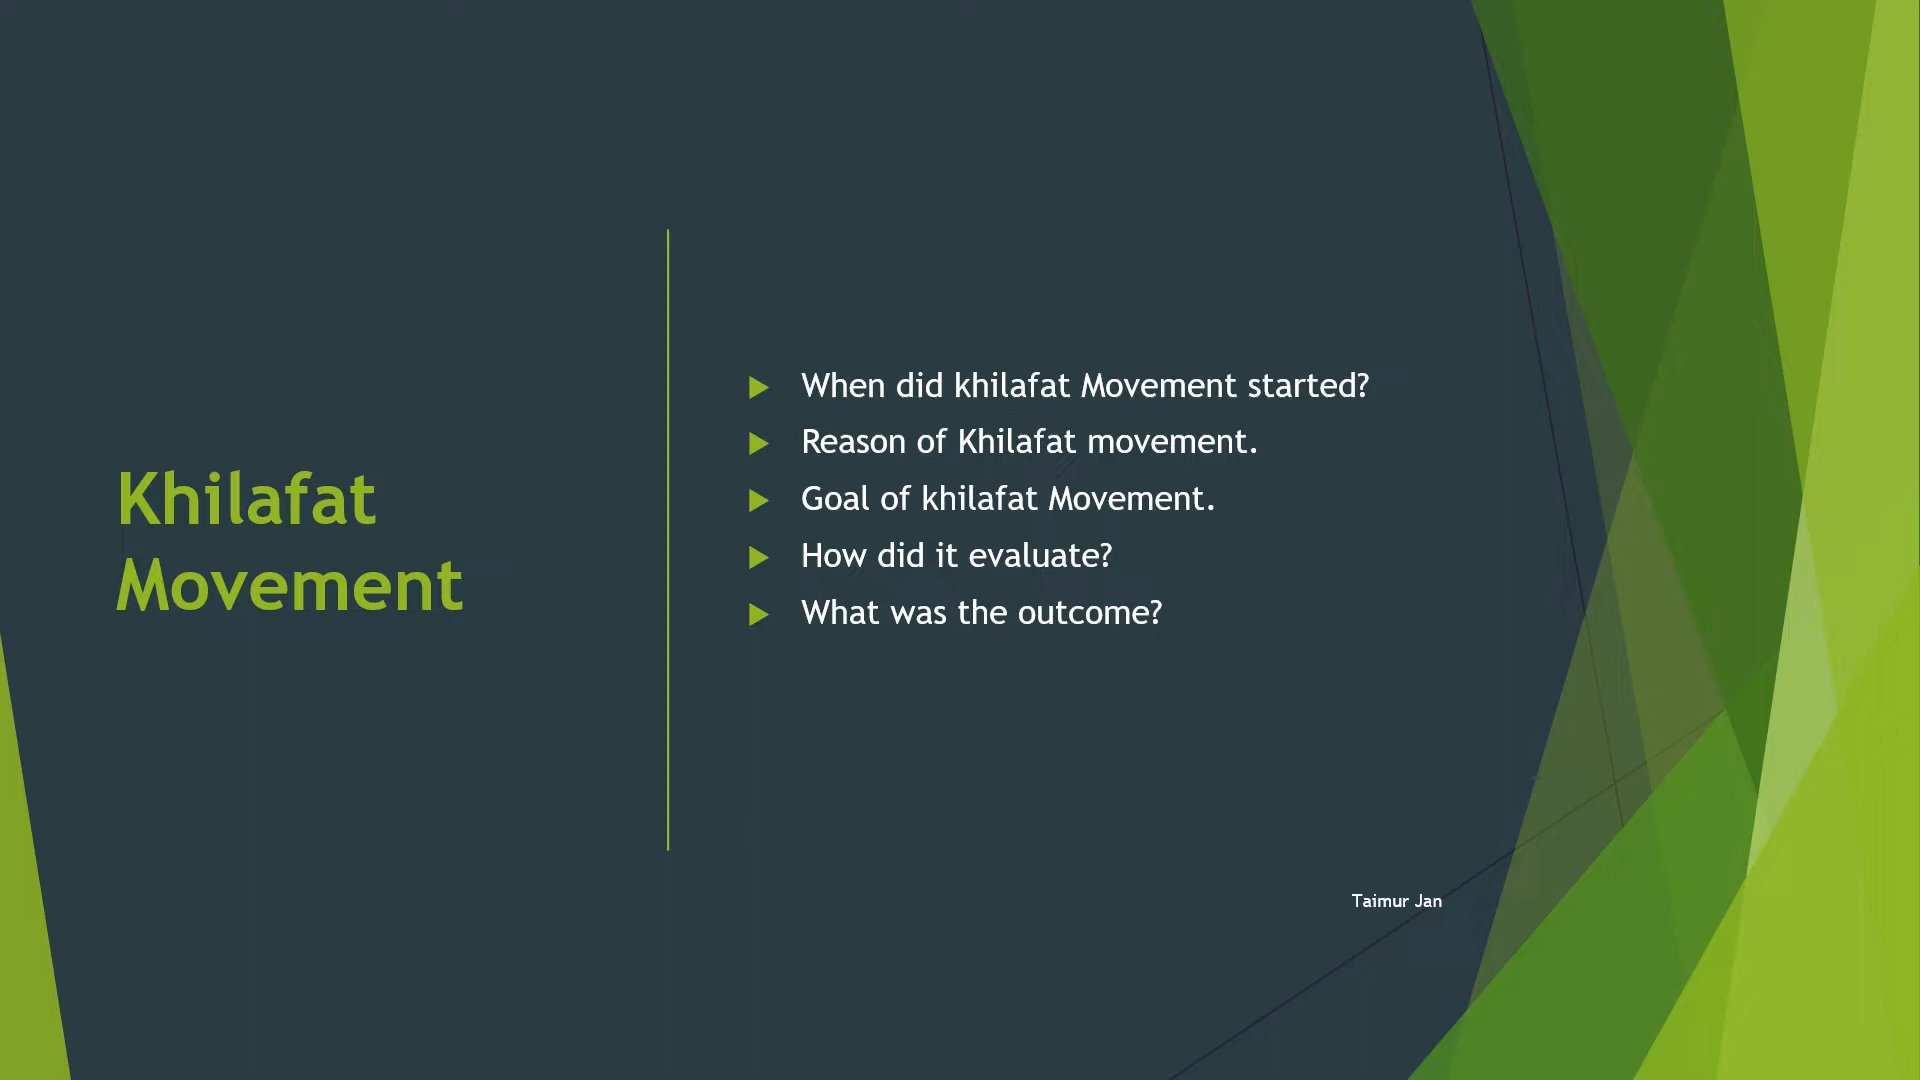 Khilafat
Movement
When did khilafat Movement started?
Reason of Khilafat movement.
Goal of khilafat Movement.
How did it evaluate?
What was the outcome?
Taimur Jan